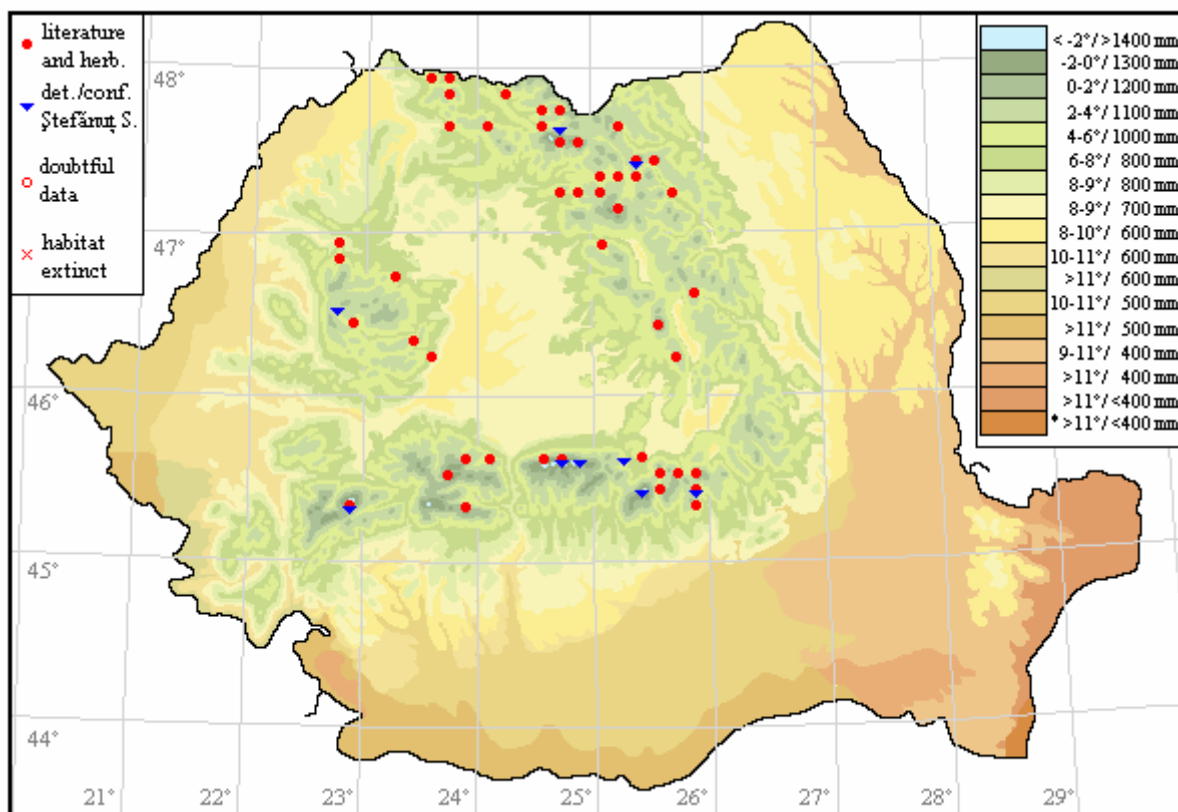 literature
and herb.
det./conf.
Ştefănuţ S.
doubtful
data
habitat
extinct
< -2°/>1400 mm
-2-0°/1300 mm
0-2°/1200 mm
2-4°/1100 mm
4-6°/1000 mm
6-8°/ 800 mm
8-9°/ 800 mm
8-9°/ 700 mm
8-10°/ 600 mm
10-11°/ 600 mm
>11°/ 600 mm
10-11°/ 500 mm
>11°/ 500 mm
9-11°/ 400 mm
>11°/ 400 mm
>11°/<400 mm
* >11°/<400 mm
48°
47°
46°
45°
44°
21°
22°
23°
24°
25°
26°
27°
28°
29°